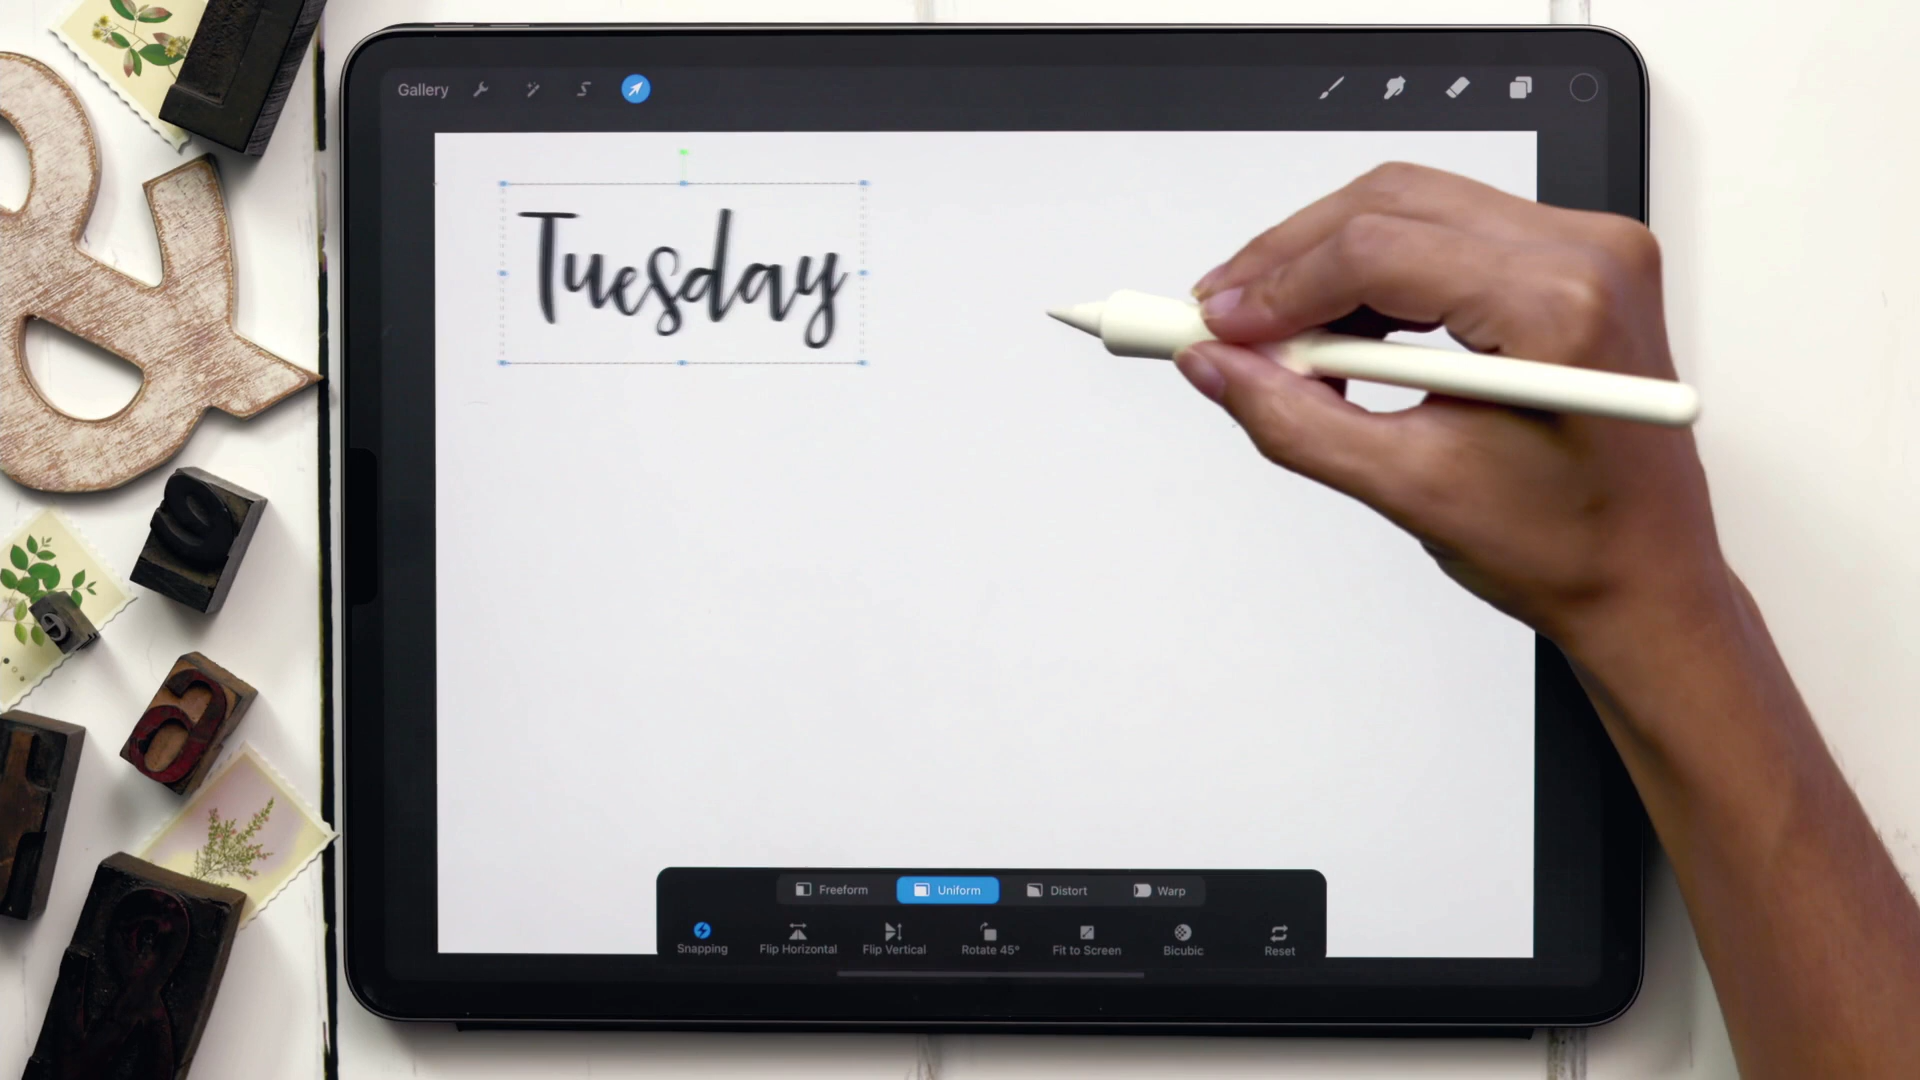 Gallery
Tuesday
Freeform Uniform Distort Warp
Snapping Flip Horizontal Flip Vertical Rotate 45° Fit to Screen Bicubic Reset
&
e
e
a